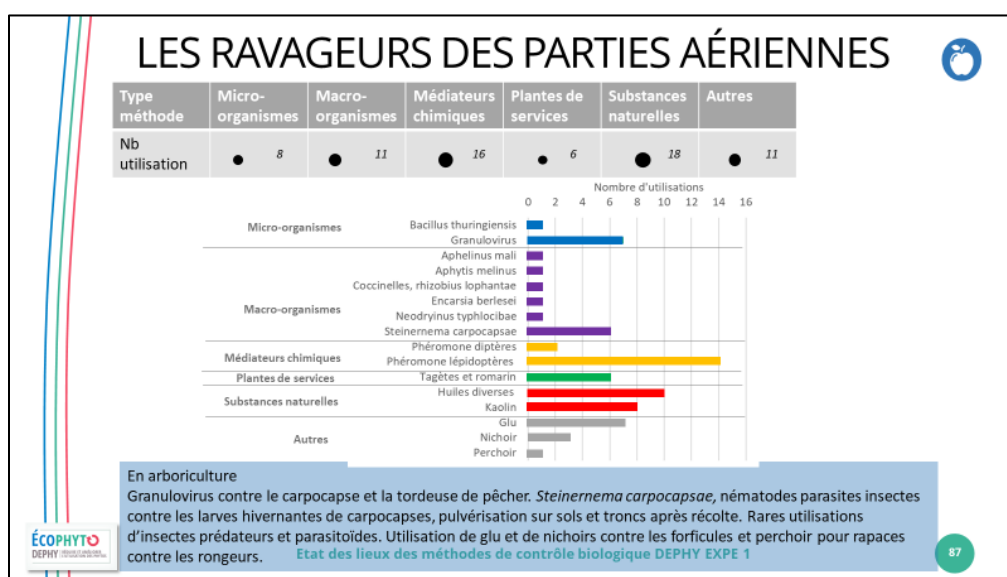 LES RAVAGEURS DES PARTIES AÉRIENNES
Type méthode Micro-organismes Macro-organismes Médiateurs chimiques Plantes de services Substances naturelles Autres
Nb utilisation 8 11 16 6 18 11
Nombre d'utilisations
0 2 4 6 8 10 12 14 16
Micro-organismes
Bacillus thuringiensis
Granulovirus
Macro-organismes
Aphelinus mali
Aphytis melinus
Coccinelles, rhizobius lophantae
Encarsia berlesei
Neodryinus typhlocibae
Steinernema carpocapsae
Médiateurs chimiques
Phéromone diptères
Phéromone lépidoptères
Plantes de services
Tagètes et romarin
Substances naturelles
Huiles diverses
Kaolin
Autres
Glu
Nichoir
Perchoir
En arboriculture
Granulovirus contre le carpocapse et la tordeuse de pêcher. Steinernema carpocapsae, nématodes parasites insectes
contre les larves hivernantes de carpocapses, pulvérisation sur sols et troncs après récolte. Rares utilisations
d'insectes prédateurs et parasitoïdes. Utilisation de glu et de nichoirs contre les forficules et perchoir pour rapaces
contre les rongeurs.
Etat des lieux des méthodes de contrôle biologique DEPHY EXPE 1
ÉCOPHYTO
DEPHY
87